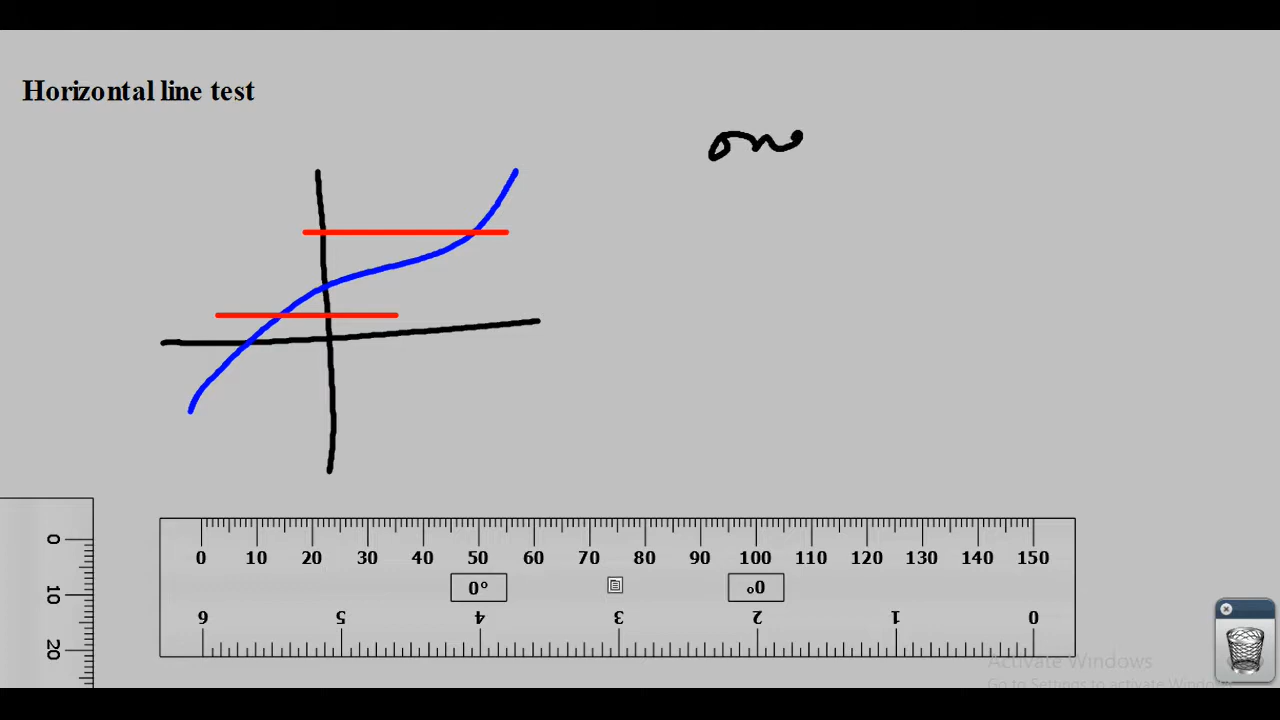 Horizontal line test
one
0 10 20 30 40 50 60 70 80 90 100 110 120 130 140 150
0° 0°
6 5 4 3 2 1 0
0
10
20
Activate Windows
Go to Settings to activate Windows.